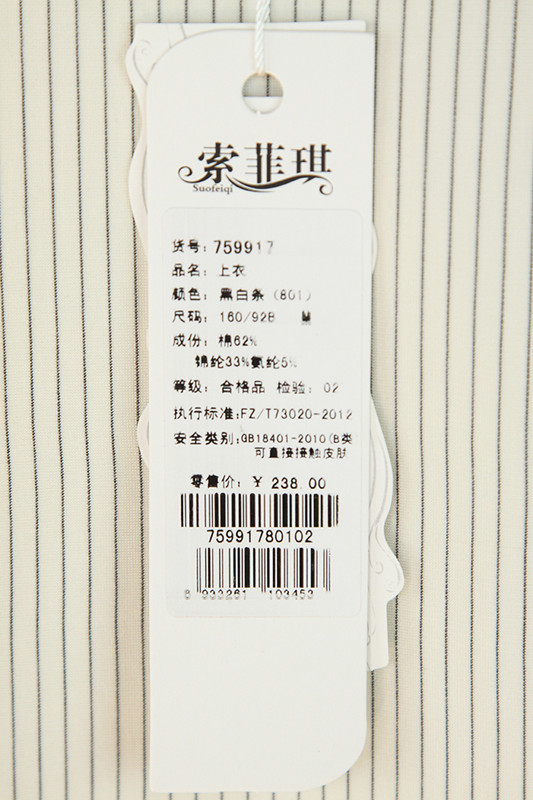 索菲琪
Suofeiqi
货号：759917
品名：上衣
颜色：黑白条（801）
尺码：160/92B M
成份：棉62%
锦纶33%氨纶5%
等级：合格品 检验：02
执行标准:FZ/T73020-2012
安全类别:GB18401-2010(B类
可直接接触皮肤
零售价：￥ 238.00
75991780102
6 933261 103453